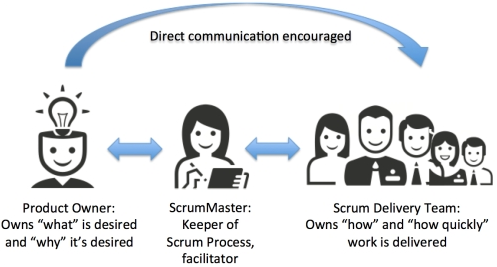 Direct communication encouraged
Product Owner:
Owns “what” is desired
and “why” it’s desired
ScrumMaster:
Keeper of
Scrum Process,
facilitator
Scrum Delivery Team:
Owns “how” and “how quickly”
work is delivered